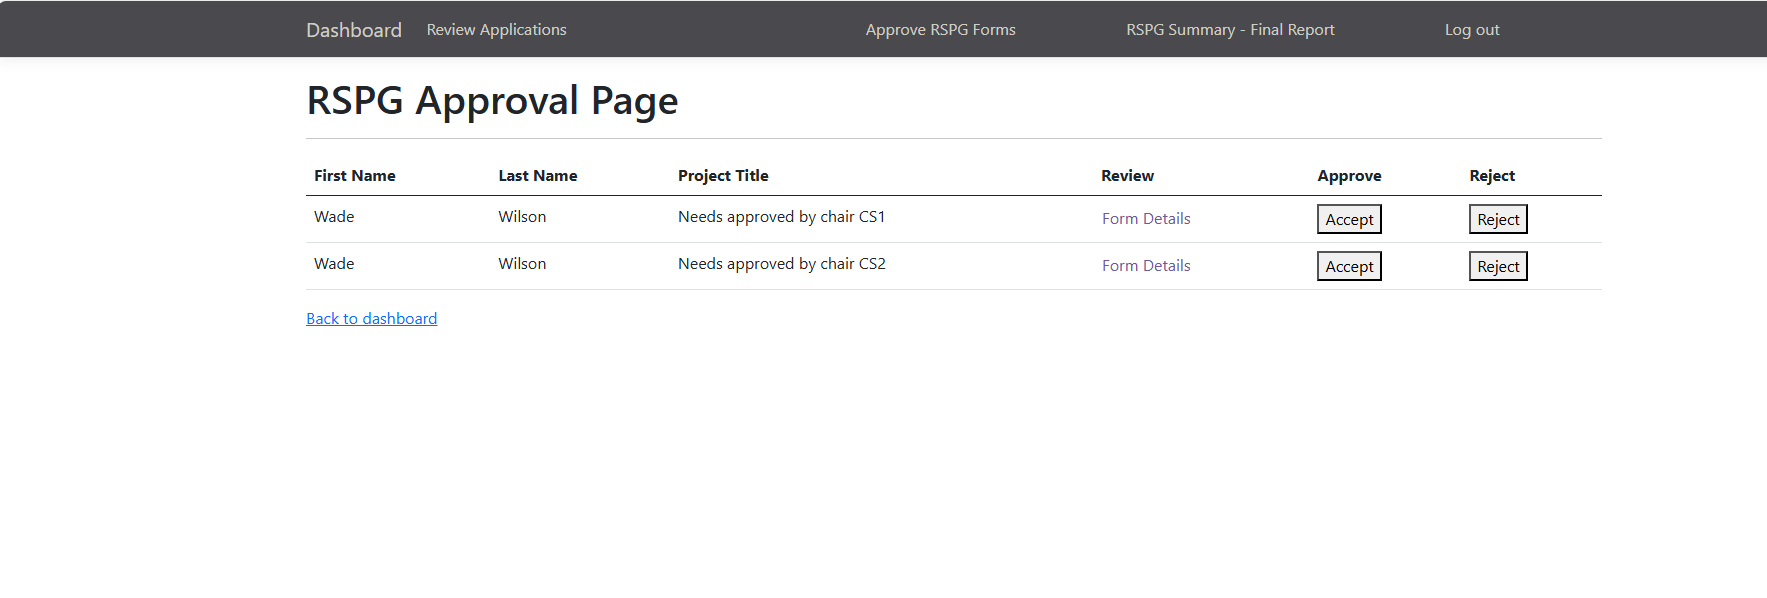 Dashboard Review Applications Approve RSPG Forms RSPG Summary - Final Report Log out
RSPG Approval Page
First Name Last Name Project Title Review Approve Reject
Wade Wilson Needs approved by chair CS1 Form Details Accept Reject
Wade Wilson Needs approved by chair CS2 Form Details Accept Reject
Back to dashboard